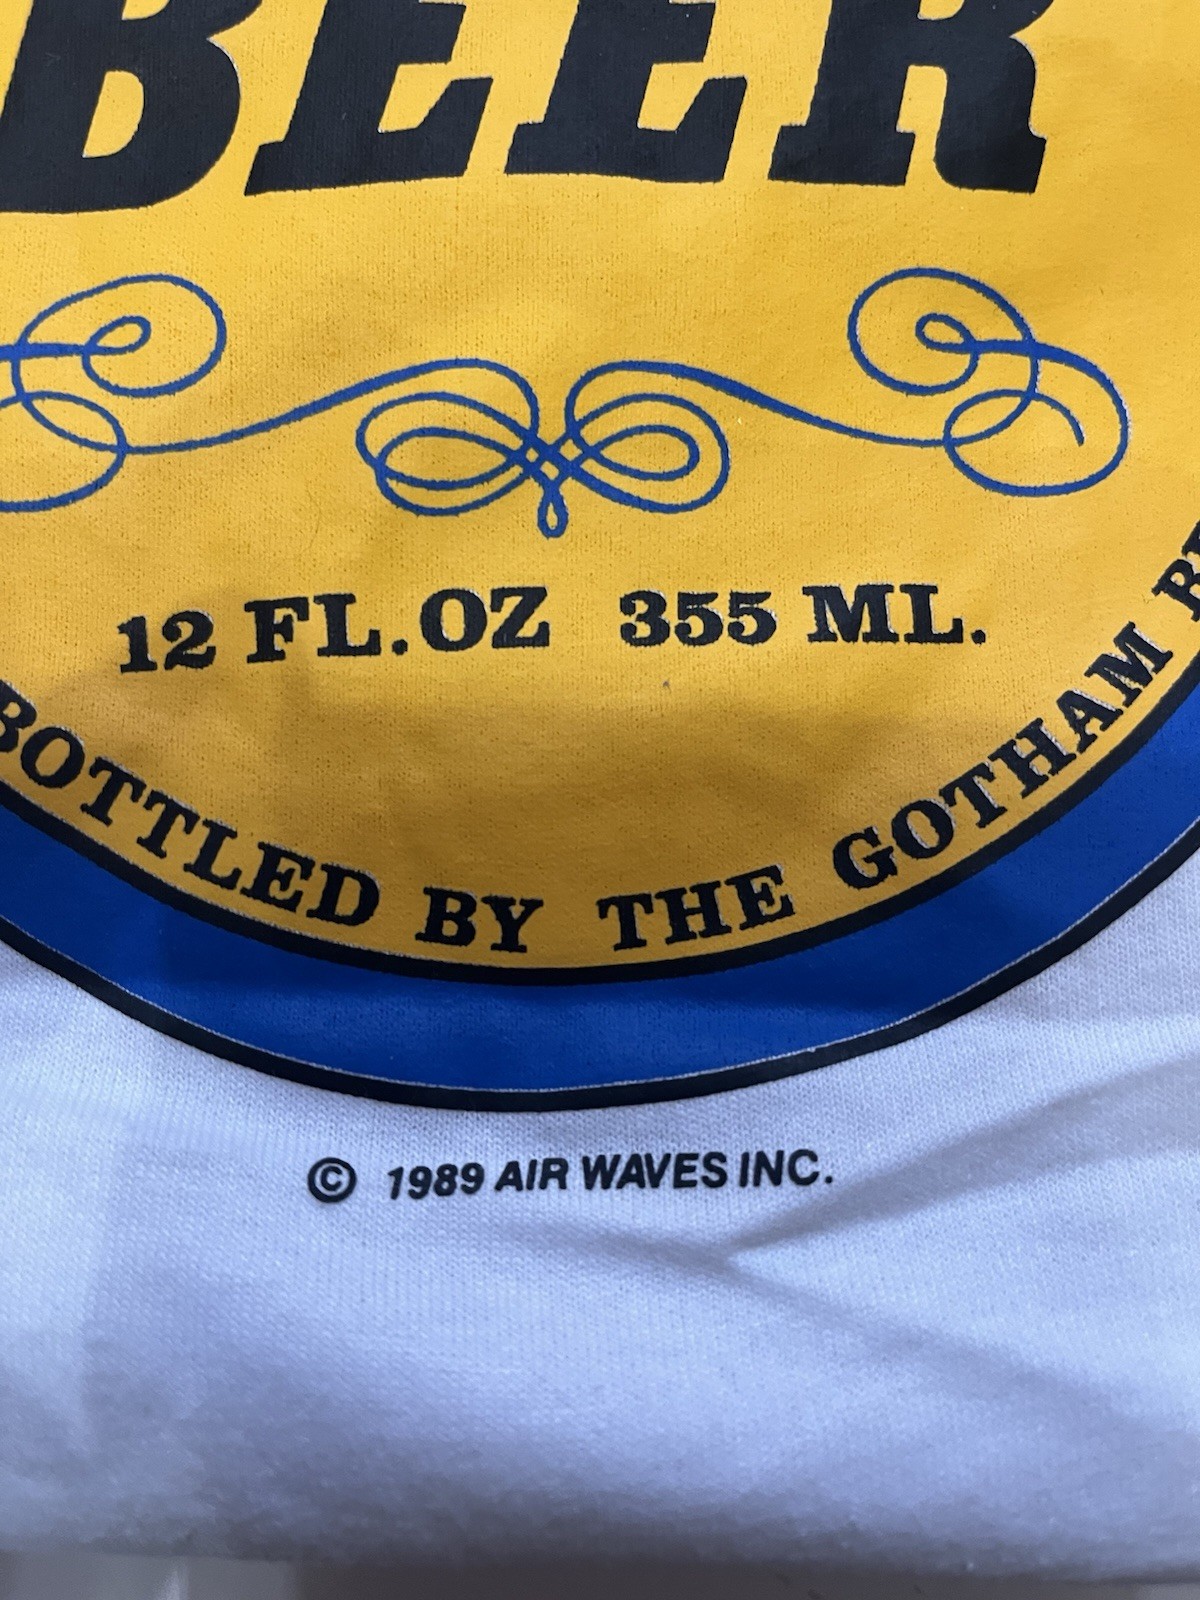 BEER
12 FL.OZ 355 ML.
BOTTLED BY THE GOTHAM
© 1989 AIR WAVES INC.